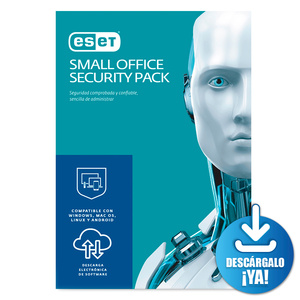 eseT
SMALL OFFICE
SECURITY PACK
Seguridad comprobada y confiable,
sencilla de administrar
COMPATIBLE CON
WINDOWS, MAC OS,
LINUX Y ANDROID
DESCARGA
ELECTRÓNICA
DE SOFTWARE
DESCÁRGALO
¡YA!